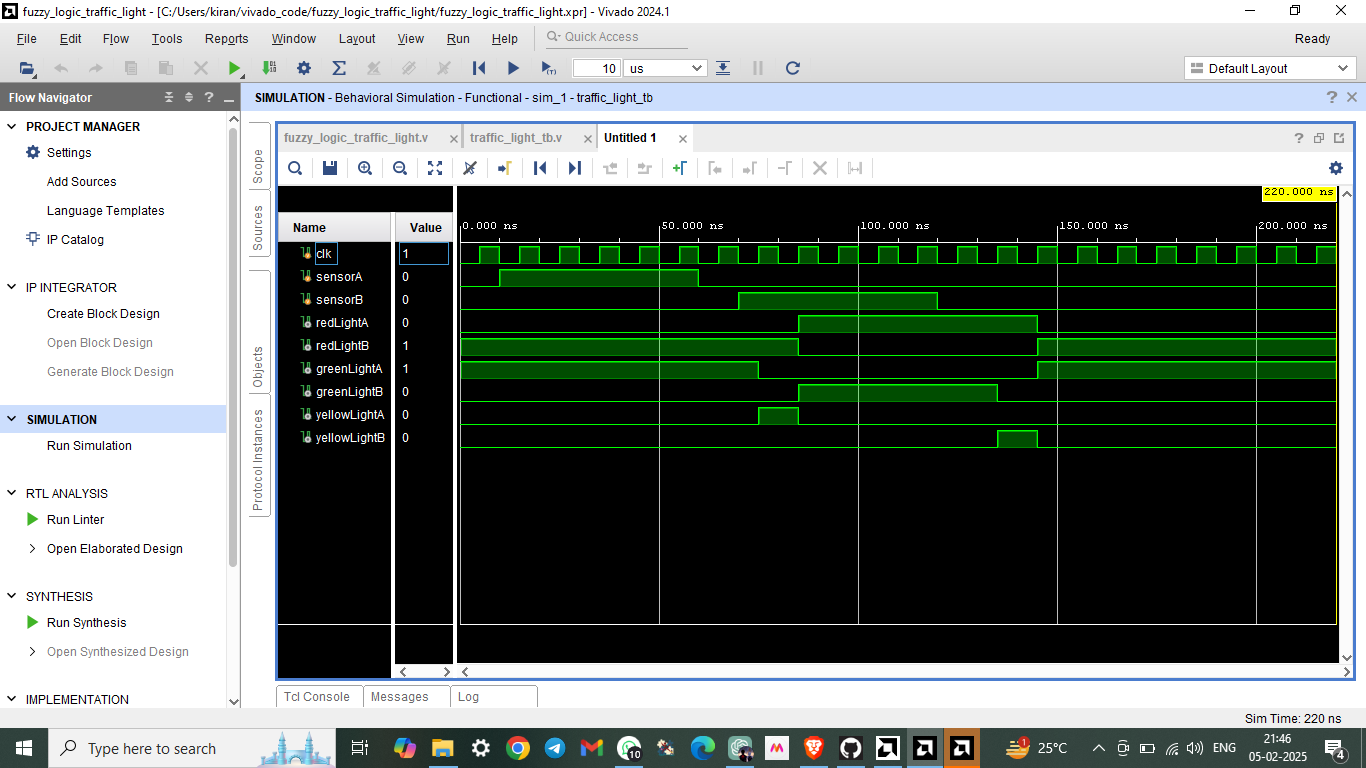 fuzzy_logic_traffic_light - [C:/Users/kiran/vivado_code/fuzzy_logic_traffic_light/fuzzy_logic_traffic_light.xpr] - Vivado 2024.1
File Edit Flow Tools Reports Window Layout View Run Help Quick Access Ready
10 us Default Layout
Flow Navigator
SIMULATION - Behavioral Simulation - Functional - sim_1 - traffic_light_tb
PROJECT MANAGER
Settings
Add Sources
Language Templates
IP Catalog
IP INTEGRATOR
Create Block Design
Open Block Design
Generate Block Design
SIMULATION
Run Simulation
RTL ANALYSIS
Run Linter
Open Elaborated Design
SYNTHESIS
Run Synthesis
Open Synthesized Design
IMPLEMENTATION
Scope
Sources
Objects
Protocol Instances
fuzzy_logic_traffic_light.v traffic_light_tb.v Untitled 1
220.000 ns
Name Value
0.000 ns 50.000 ns 100.000 ns 150.000 ns 200.000 ns
clk 1
sensorA 0
sensorB 0
redLightA 0
redLightB 1
greenLightA 1
greenLightB 0
yellowLightA 0
yellowLightB 0
Tcl Console Messages Log
Sim Time: 220 ns
Type here to search
10
1
25°C
ENG
21:46
05-02-2025
4